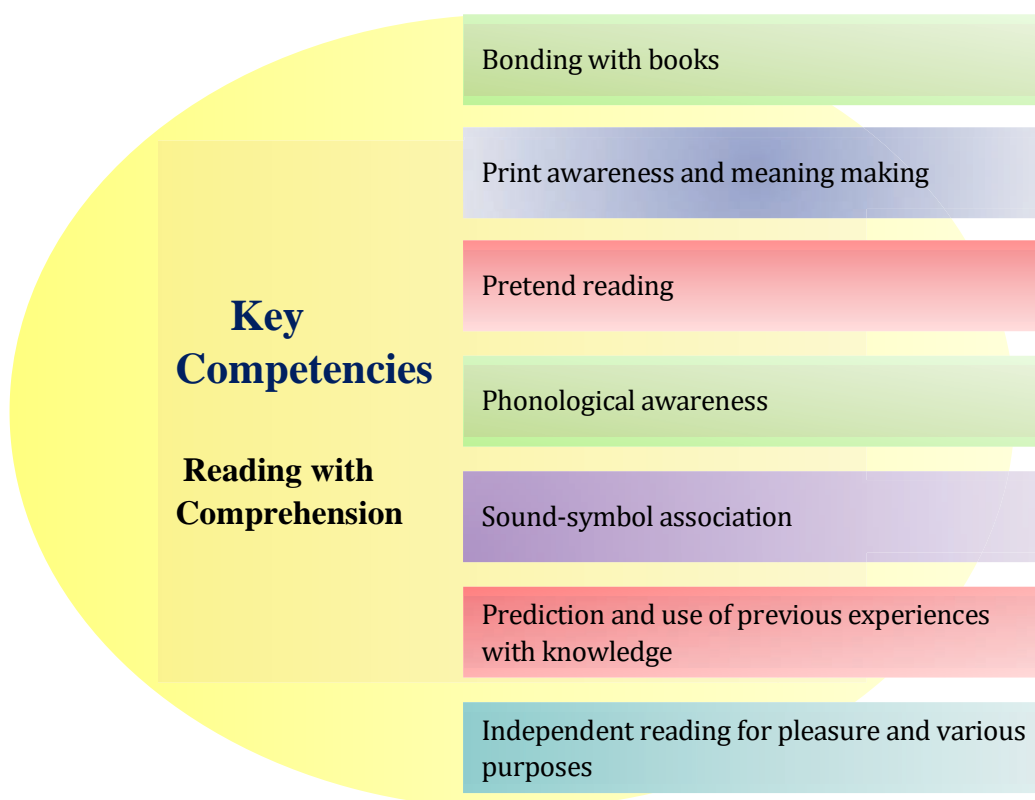 Key
Competencies
Reading with
Comprehension
Bonding with books
Print awareness and meaning making
Pretend reading
Phonological awareness
Sound-symbol association
Prediction and use of previous experiences
with knowledge
Independent reading for pleasure and various
purposes